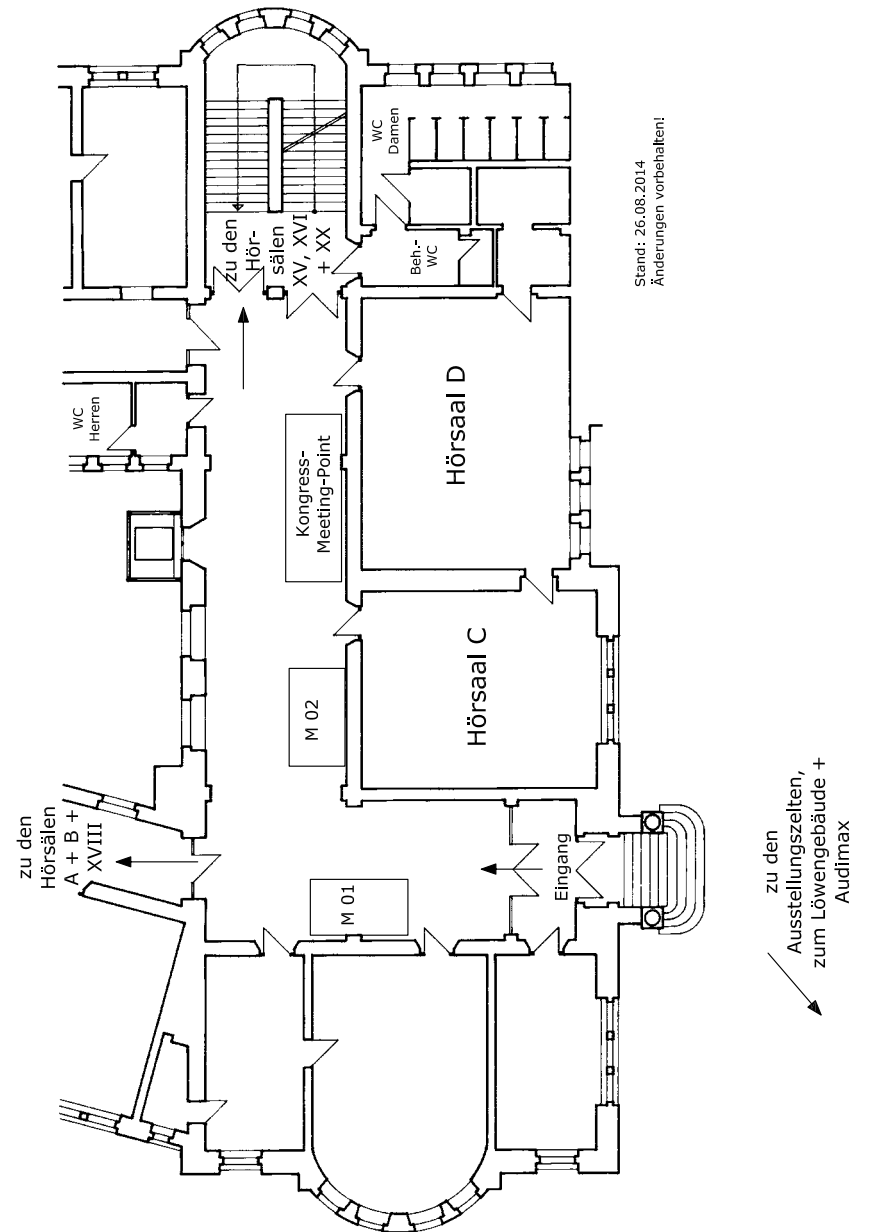 WC
Damen
zu den
Hör-
sälen
XV, XVI
+ XX
Beh.-
WC
Stand: 26.08.2014
Änderungen vorbehalten!
WC
Herren
Kongress-
Meeting-Point
Hörsaal D
Hörsaal C
M 02
zu den
Hörsälen
A + B +
XVIII
M 01
Eingang
zu den
Ausstellungszelten,
zum Löwengebäude +
Audimax